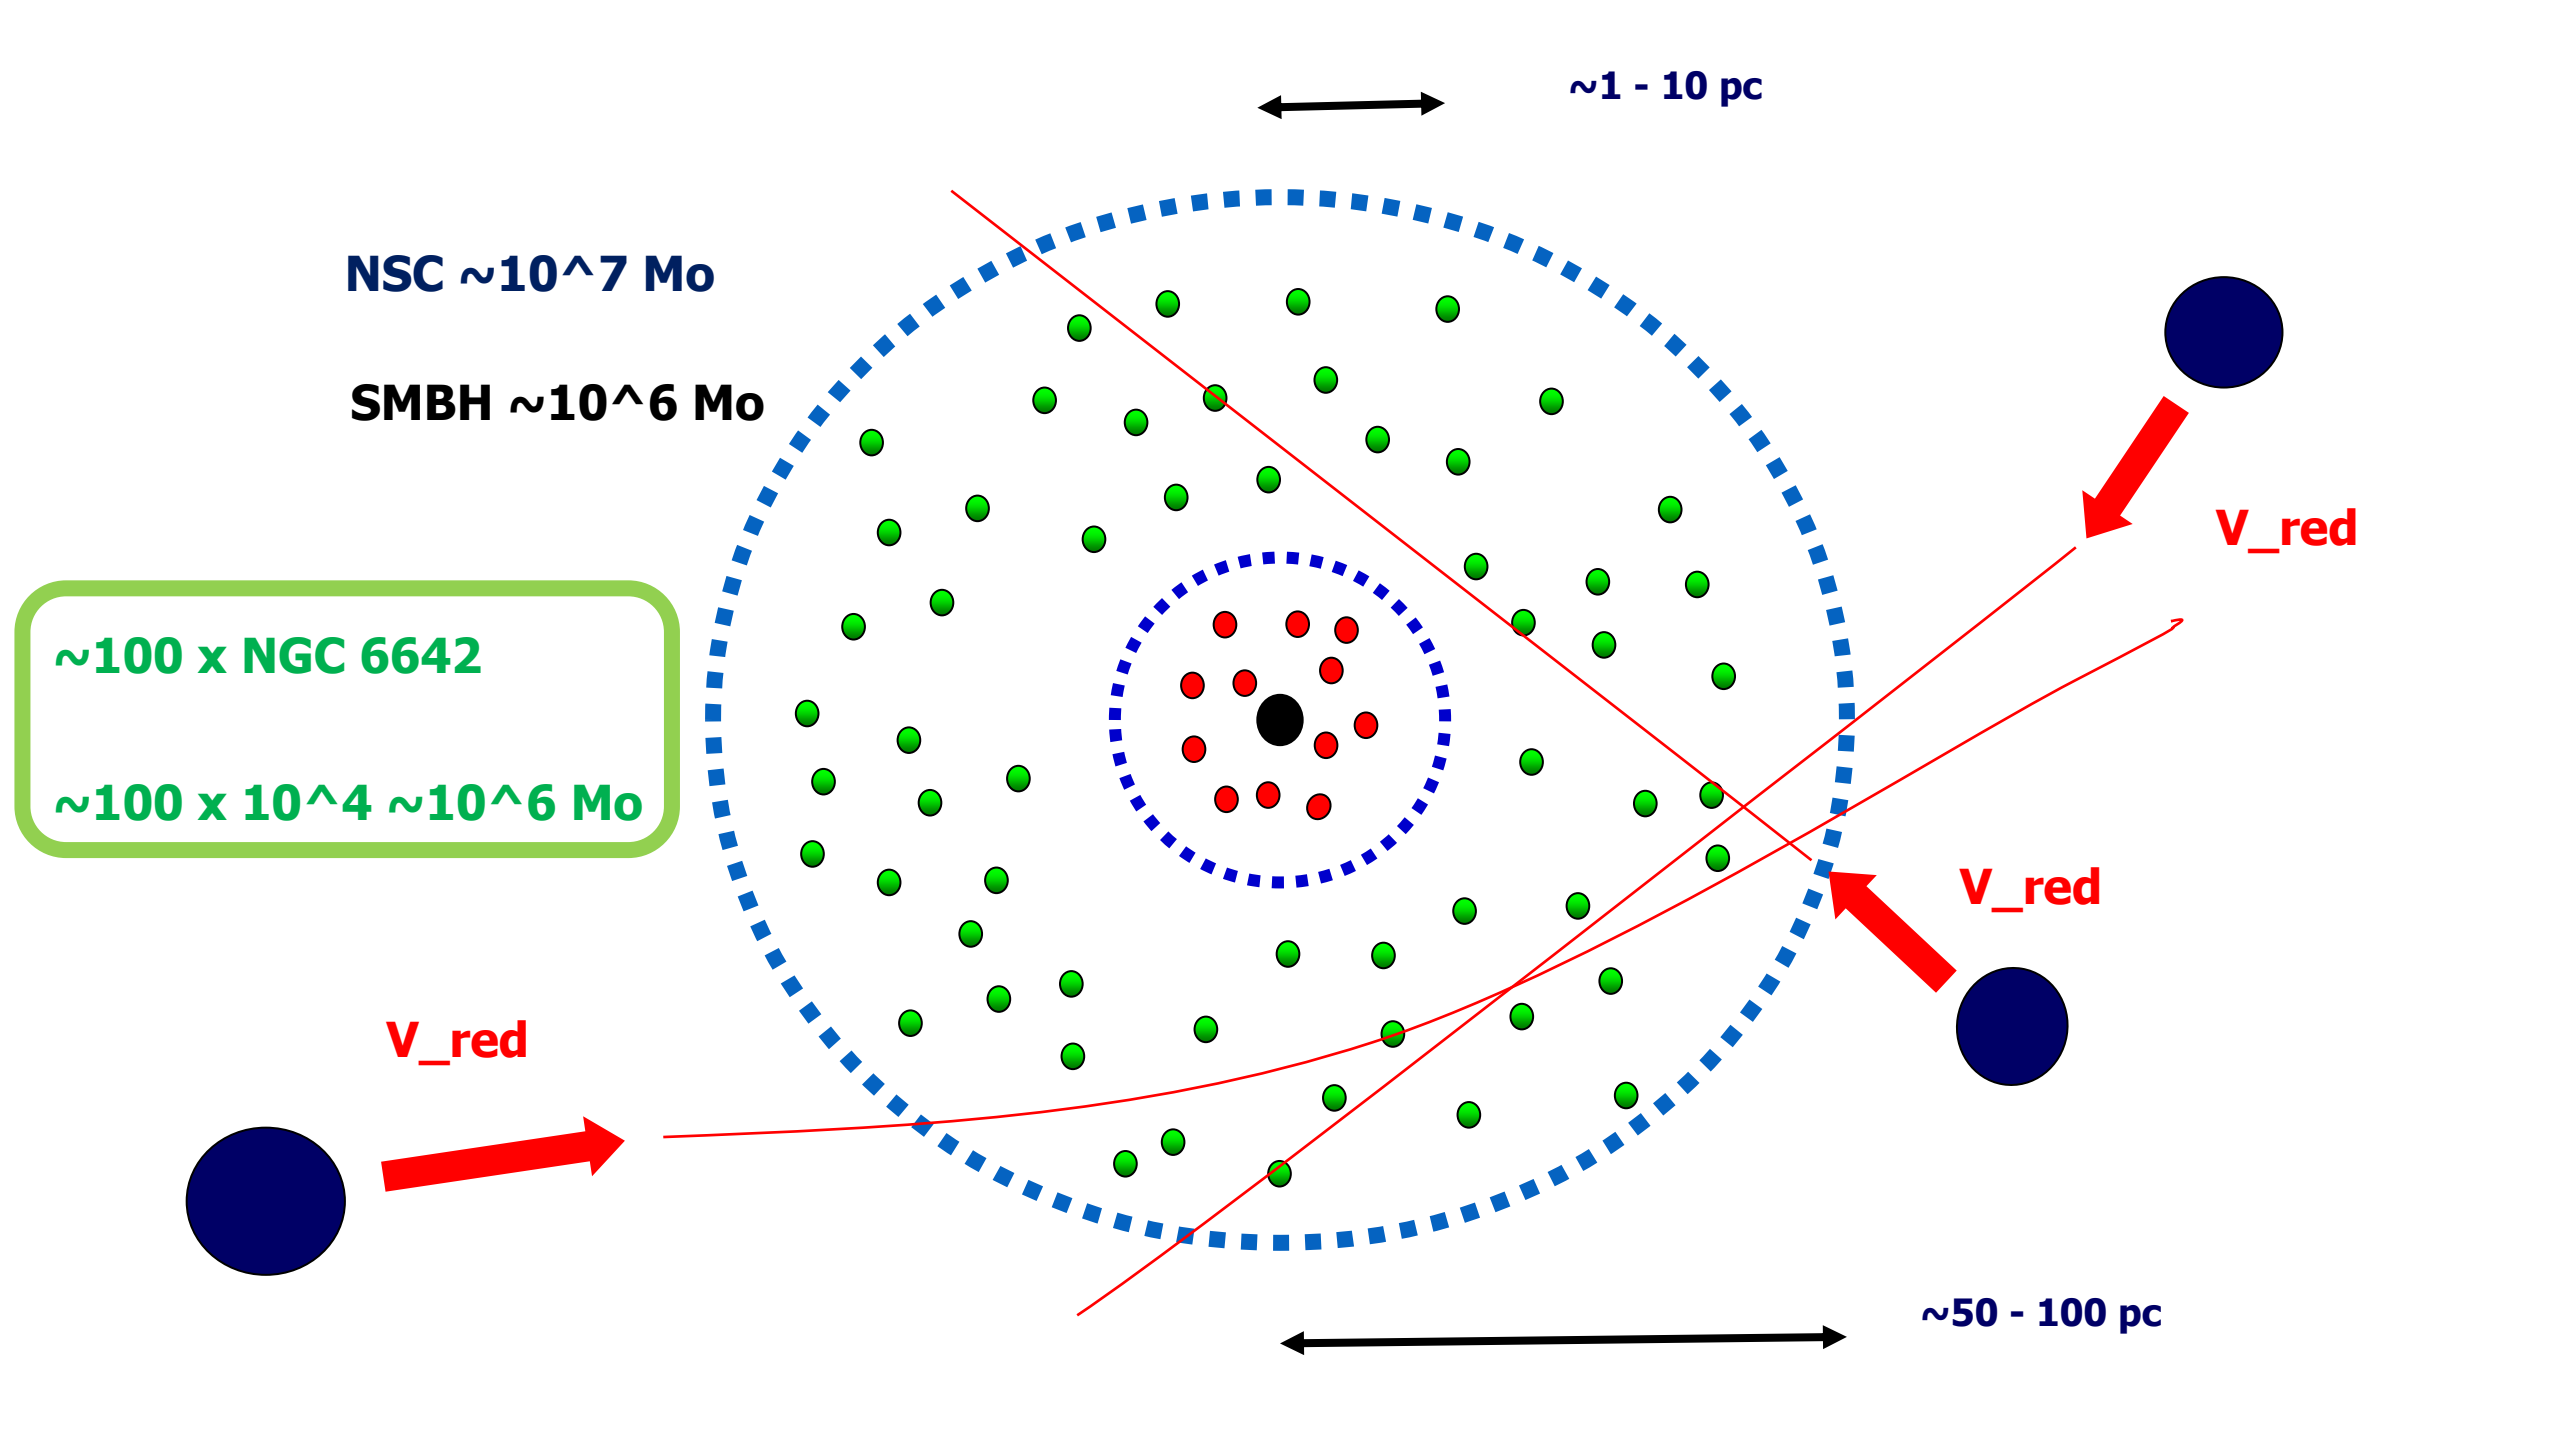 ~1 - 10 pc
NSC ~10^7 Mo
SMBH ~10^6 Mo
V_red
~100 x NGC 6642
~100 x 10^4 ~10^6 Mo
V_red
V_red
~50 - 100 pc